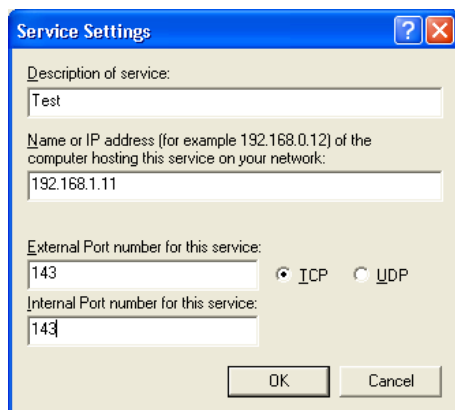 Service Settings
Description of service:
Test
Name or IP address (for example 192.168.0.12) of the
computer hosting this service on your network:
192.168.1.11
External Port number for this service:
143
TCP
UDP
Internal Port number for this service:
143
OK
Cancel